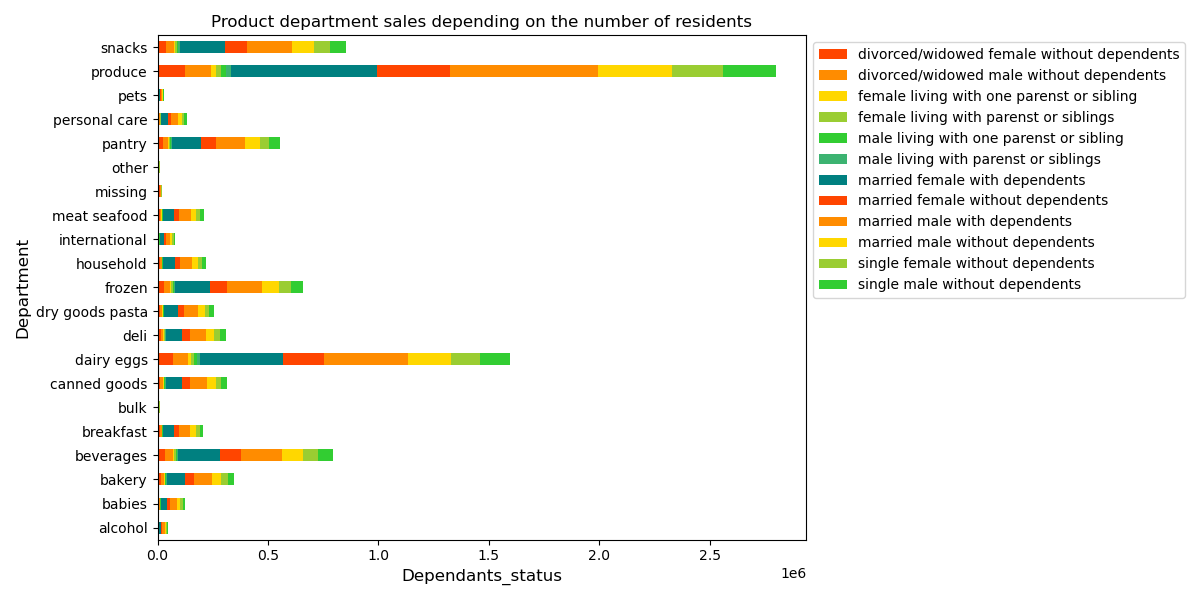 Product department sales depending on the number of residents
Department
snacks
produce
pets
personal care
pantry
other
missing
meat seafood
international
household
frozen
dry goods pasta
deli
dairy eggs
canned goods
bulk
breakfast
beverages
bakery
babies
alcohol
0.0 0.5 1.0 1.5 2.0 2.5
1e6
Dependants_status
divorced/widowed female without dependents
divorced/widowed male without dependents
female living with one parenst or sibling
female living with parenst or siblings
male living with one parenst or sibling
male living with parenst or siblings
married female with dependents
married female without dependents
married male with dependents
married male without dependents
single female without dependents
single male without dependents